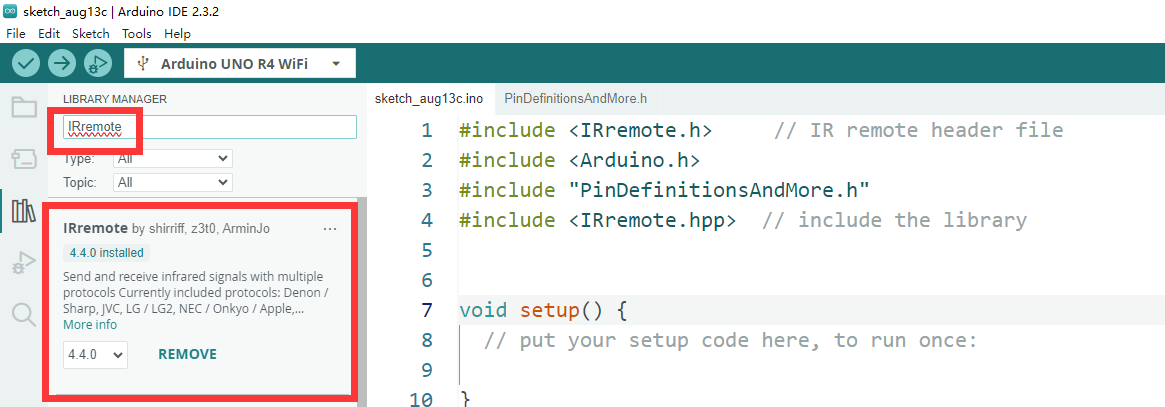 sketch_aug13c | Arduino IDE 2.3.2
File Edit Sketch Tools Help
Arduino UNO R4 WiFi
LIBRARY MANAGER
IRremote
Type: All
Topic: All
IRremote by shirriff, z3t0, ArminJo ...
4.4.0 installed
Send and receive infrared signals with multiple
protocols Currently included protocols: Denon /
Sharp, JVC, LG / LG2, NEC / Onkyo / Apple,...
More info
4.4.0 REMOVE
sketch_aug13c.ino PinDefinitionsAndMore.h
1 #include <IRremote.h> // IR remote header file
2 #include <Arduino.h>
3 #include "PinDefinitionsAndMore.h"
4 #include <IRremote.hpp> // include the library
5
6
7 void setup() {
8 // put your setup code here, to run once:
9
10 }